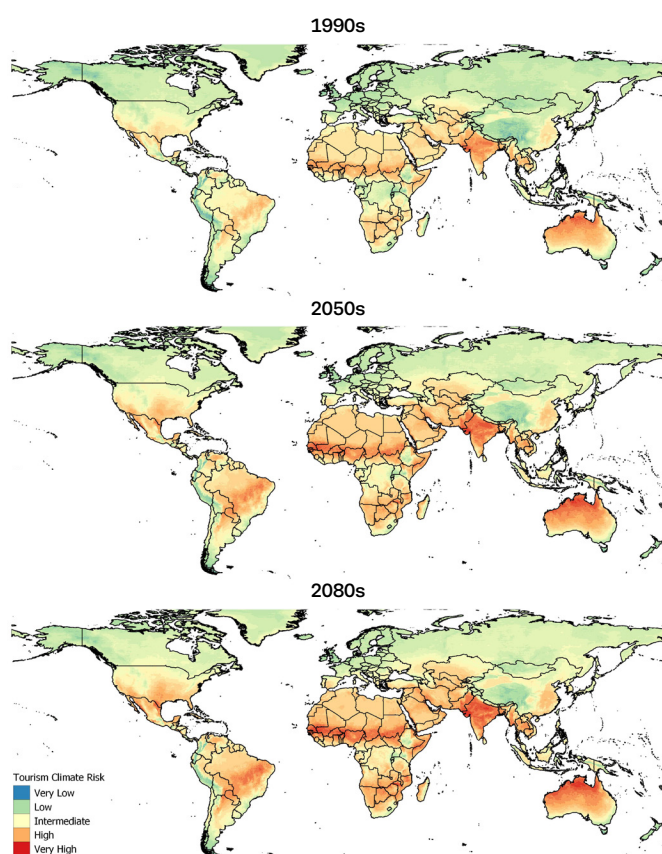 1990s
2050s
2080s
Tourism Climate Risk
Very Low
Low
Intermediate
High
Very High